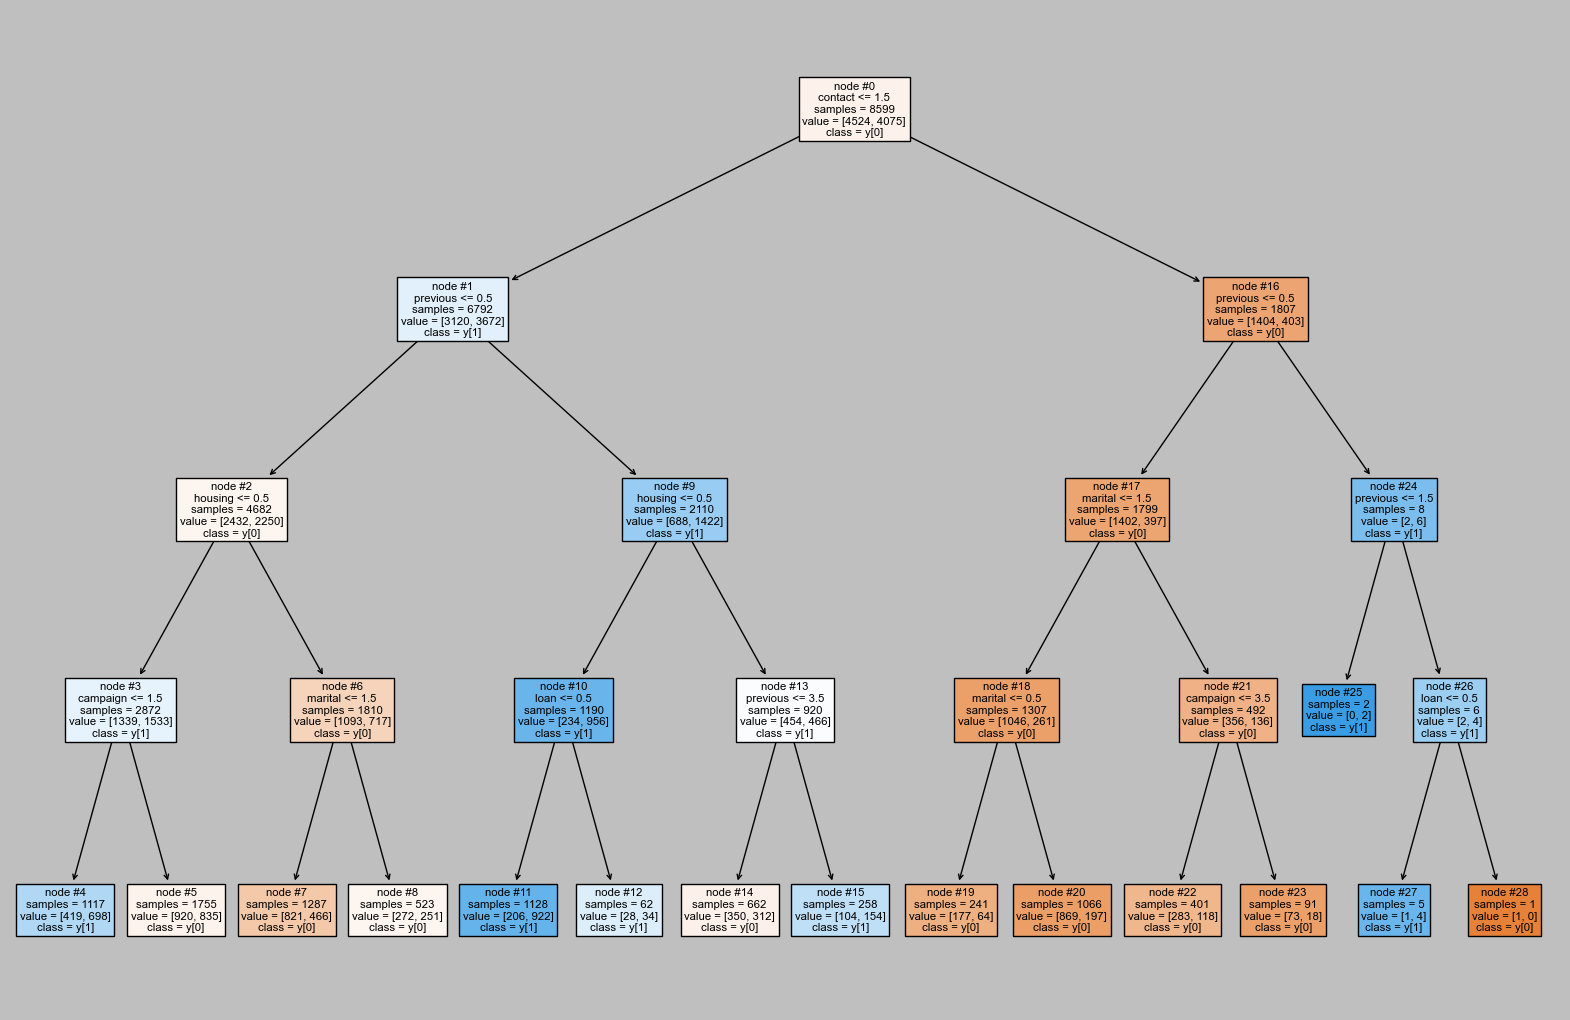 node #0
contact <= 1.5
samples = 8599
value = [4524, 4075]
class = y[0]
node #1
previous <= 0.5
samples = 6792
value = [3120, 3672]
class = y[1]
node #16
previous <= 0.5
samples = 1807
value = [1404, 403]
class = y[0]
node #2
housing <= 0.5
samples = 4682
value = [2432, 2250]
class = y[0]
node #9
housing <= 0.5
samples = 2110
value = [688, 1422]
class = y[1]
node #17
marital <= 1.5
samples = 1799
value = [1402, 397]
class = y[0]
node #24
previous <= 1.5
samples = 8
value = [2, 6]
class = y[1]
node #3
campaign <= 1.5
samples = 2872
value = [1339, 1533]
class = y[1]
node #6
marital <= 1.5
samples = 1810
value = [1093, 717]
class = y[0]
node #10
loan <= 0.5
samples = 1190
value = [234, 956]
class = y[1]
node #13
previous <= 3.5
samples = 920
value = [454, 466]
class = y[1]
node #18
marital <= 0.5
samples = 1307
value = [1046, 261]
class = y[0]
node #21
campaign <= 3.5
samples = 492
value = [356, 136]
class = y[0]
node #25
samples = 2
value = [0, 2]
class = y[1]
node #26
loan <= 0.5
samples = 6
value = [2, 4]
class = y[1]
node #4
samples = 1117
value = [419, 698]
class = y[1]
node #5
samples = 1755
value = [920, 835]
class = y[0]
node #7
samples = 1287
value = [821, 466]
class = y[0]
node #8
samples = 523
value = [272, 251]
class = y[0]
node #11
samples = 1128
value = [206, 922]
class = y[1]
node #12
samples = 62
value = [28, 34]
class = y[1]
node #14
samples = 662
value = [350, 312]
class = y[0]
node #15
samples = 258
value = [104, 154]
class = y[1]
node #19
samples = 241
value = [177, 64]
class = y[0]
node #20
samples = 1066
value = [869, 197]
class = y[0]
node #22
samples = 401
value = [283, 118]
class = y[0]
node #23
samples = 91
value = [73, 18]
class = y[0]
node #27
samples = 5
value = [1, 4]
class = y[1]
node #28
samples = 1
value = [1, 0]
class = y[0]